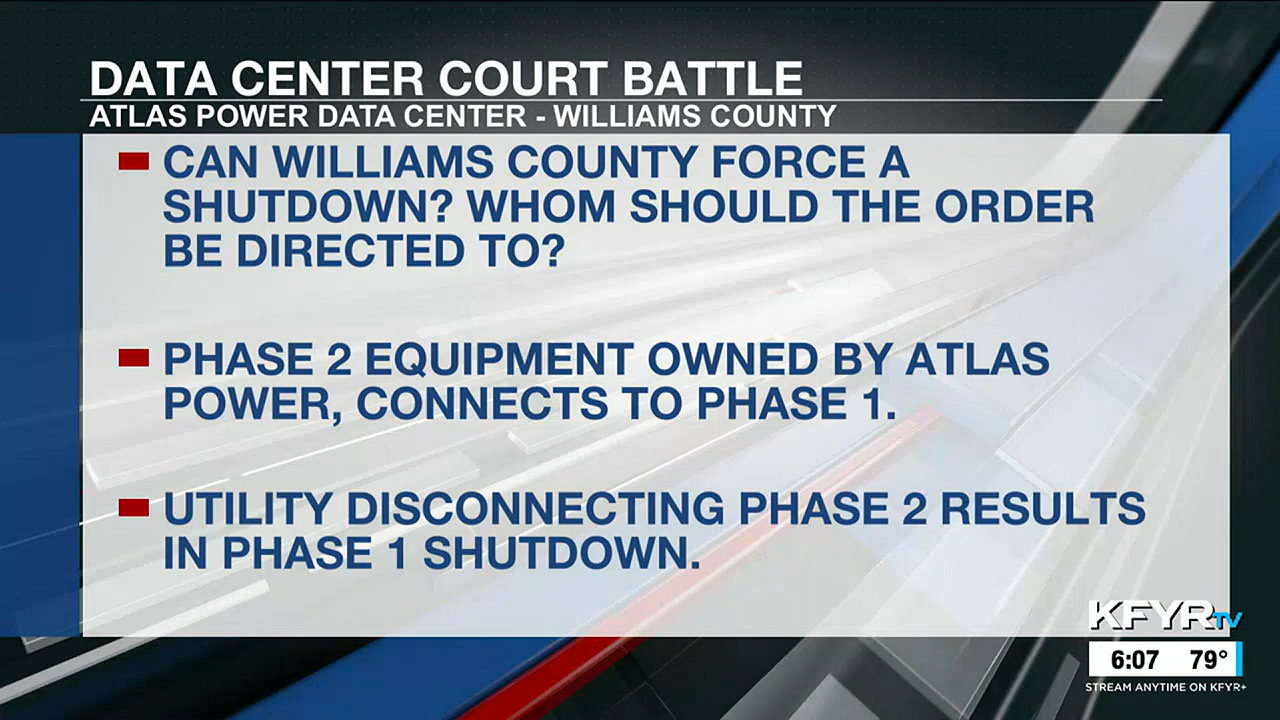 DATA CENTER COURT BATTLE
ATLAS POWER DATA CENTER - WILLIAMS COUNTY
CAN WILLIAMS COUNTY FORCE A
SHUTDOWN? WHOM SHOULD THE ORDER
BE DIRECTED TO?
PHASE 2 EQUIPMENT OWNED BY ATLAS
POWER, CONNECTS TO PHASE 1.
UTILITY DISCONNECTING PHASE 2 RESULTS
IN PHASE 1 SHUTDOWN.
KFYRTV
6:07 79°
STREAM ANYTIME ON KFYR+